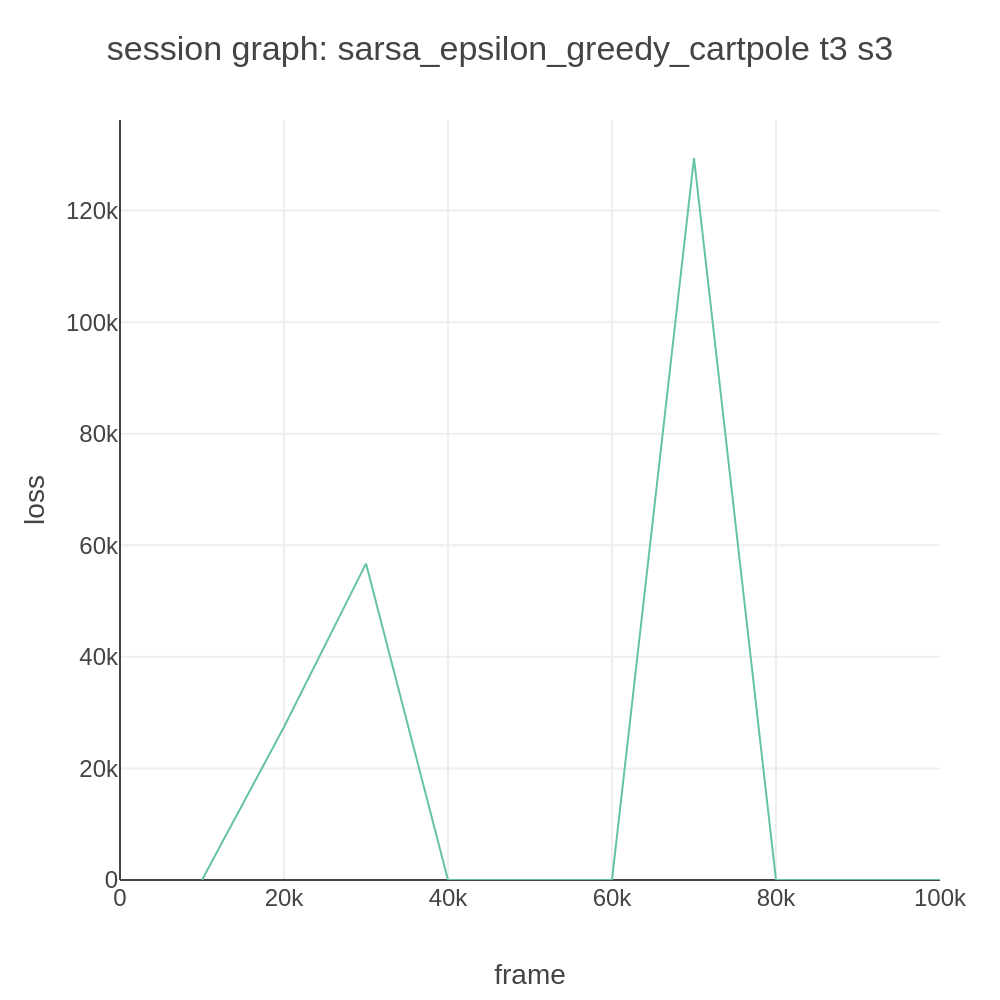 session graph: sarsa_epsilon_greedy_cartpole t3 s3
120k
100k
80k
60k
40k
20k
0
loss
0 20k 40k 60k 80k 100k
frame